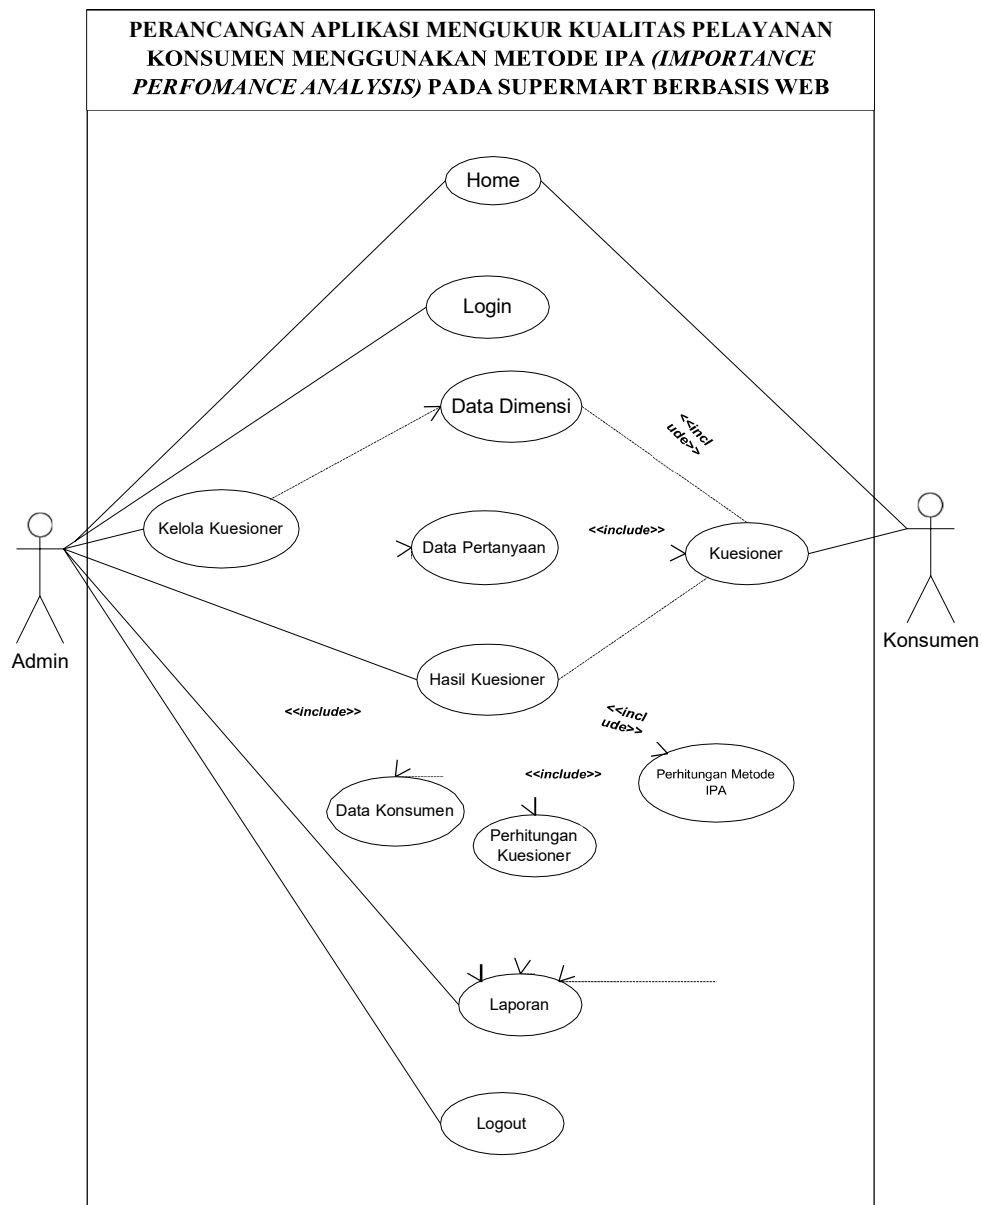 PERANCANGAN APLIKASI MENGUKUR KUALITAS PELAYANAN
KONSUMEN MENGGUNAKAN METODE IPA (IMPORTANCE
PERFOMANCE ANALYSIS) PADA SUPERMART BERBASIS WEB
Home
Login
Data Dimensi
<<incl
ude>>
Kelola Kuesioner
Data Pertanyaan
<<include>>
Kuesioner
Admin
Konsumen
Hasil Kuesioner
<<include>>
<<incl
ude>>
<<include>>
Perhitungan Metode
IPA
Data Konsumen
Perhitungan
Kuesioner
Laporan
Logout